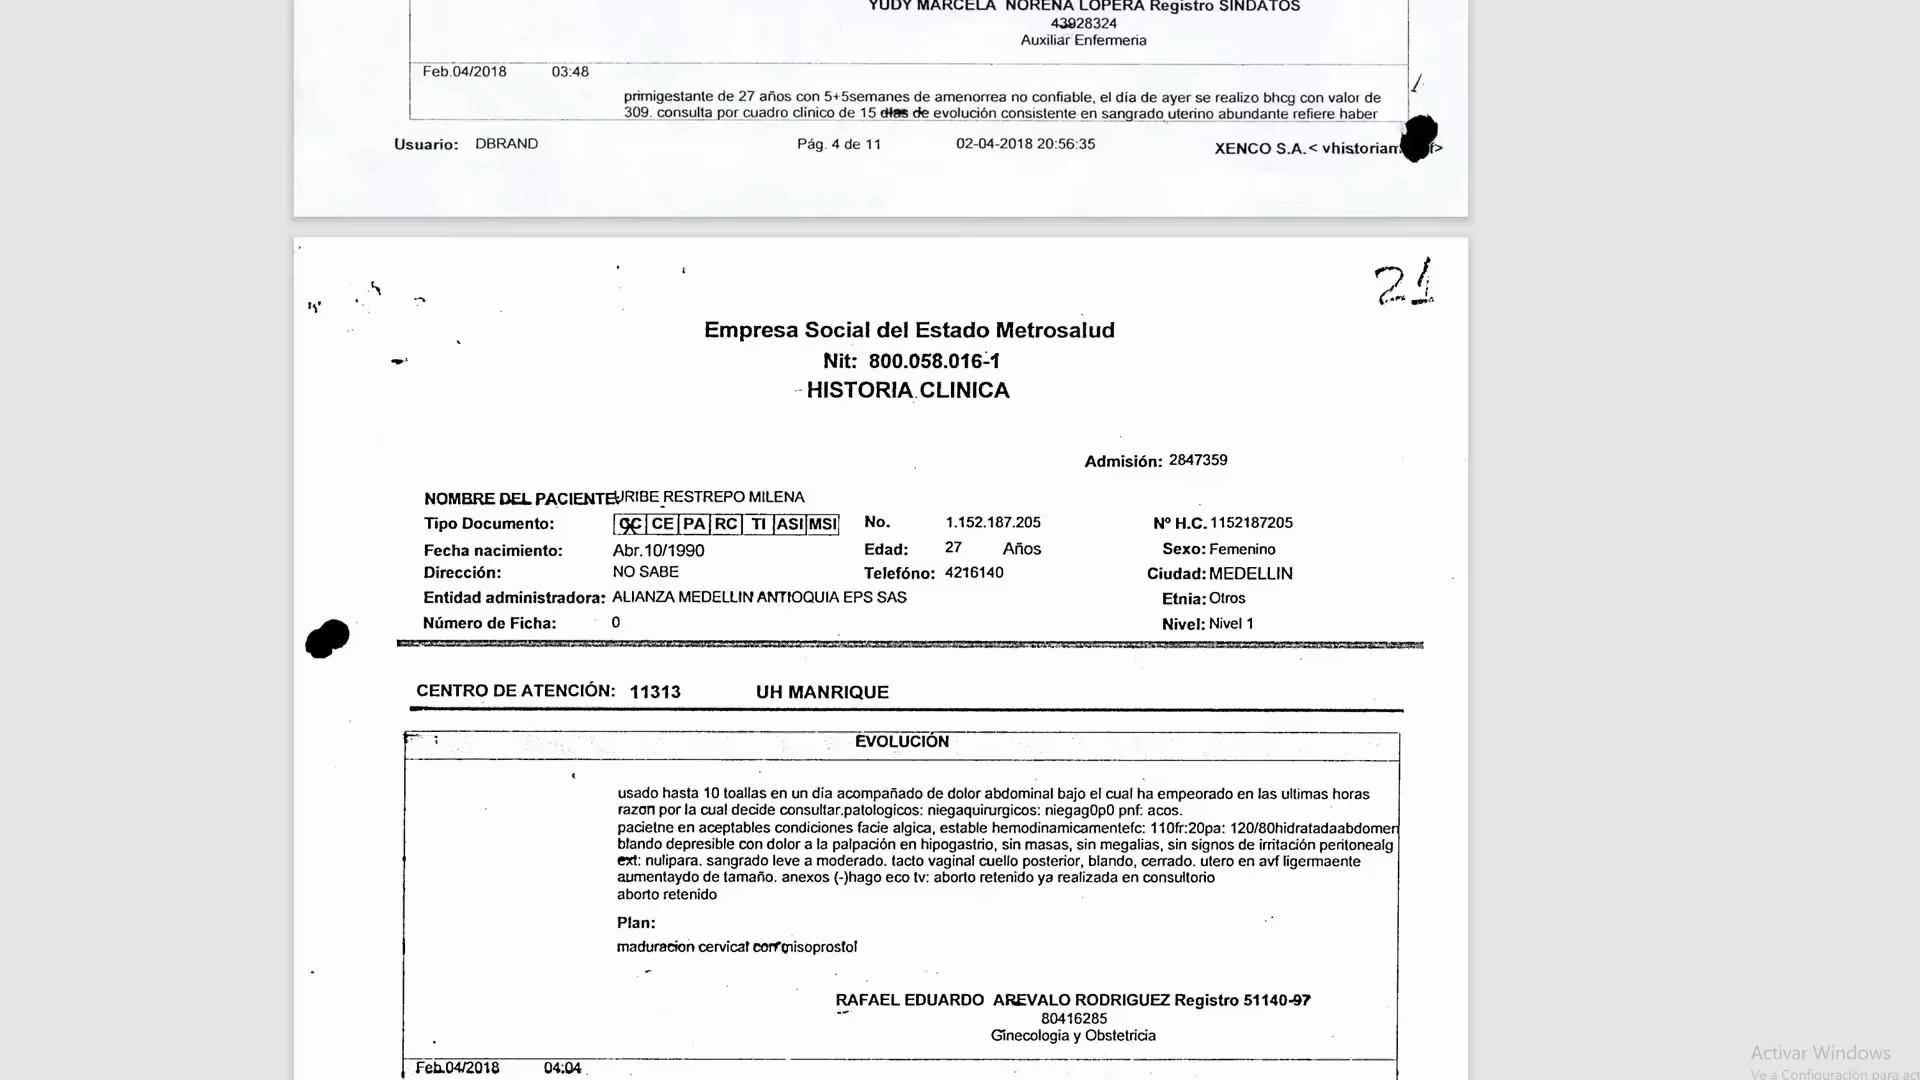 YUDY MARCELA NOREÑA LOPERA Registro SINDATOS
43928324
Auxiliar Enfermeria
Feb.04/2018 03:48
primigestante de 27 años con 5+5semanes de amenorrea no confiable, el día de ayer se realizo bhcg con valor de
309. consulta por cuadro clínico de 15 días de evolución consistente en sangrado uterino abundante refiere haber
Usuario: DBRAND Pág. 4 de 11 02-04-2018 20:56:35 XENCO S.A.< vhistoriam
21
Empresa Social del Estado Metrosalud
Nit: 800.058.016-1
HISTORIA CLINICA
Admisión: 2847359
NOMBRE DEL PACIENTE URIBE RESTREPO MILENA
Tipo Documento: CC CE PA RC TI ASI MSI No. 1.152.187.205 Nº H.C. 1152187205
Fecha nacimiento: Abr.10/1990 Edad: 27 Años Sexo: Femenino
Dirección: NO SABE Telefóno: 4216140 Ciudad: MEDELLIN
Entidad administradora: ALIANZA MEDELLIN ANTIOQUIA EPS SAS Etnia: Otros
Número de Ficha: 0 Nivel: Nivel 1
CENTRO DE ATENCIÓN: 11313 UH MANRIQUE
EVOLUCIÓN
usado hasta 10 toallas en un día acompañado de dolor abdominal bajo el cual ha empeorado en las ultimas horas
razon por la cual decide consultar.patologicos: niegaquirurgicos: niegag0p0 pnf: acos.
pacietne en aceptables condiciones facie algica, estable hemodinamicamentefc: 110fr:20pa: 120/80hidratadaabdomen
blando depresible con dolor a la palpación en hipogastrio, sin masas, sin megalias, sin signos de irritación peritonealg
ext: nulipara. sangrado leve a moderado. tacto vaginal cuello posterior, blando, cerrado. utero en avf ligermaente
aumentaydo de tamaño. anexos (-)hago eco tv: aborto retenido ya realizada en consultorio
aborto retenido
Plan:
maduracion cervical con misoprostol
RAFAEL EDUARDO AREVALO RODRIGUEZ Registro 51140-97
80416285
Ginecologia y Obstetricia
Feb.04/2018 04:04
Activar Windows
Ve a Configuración para act